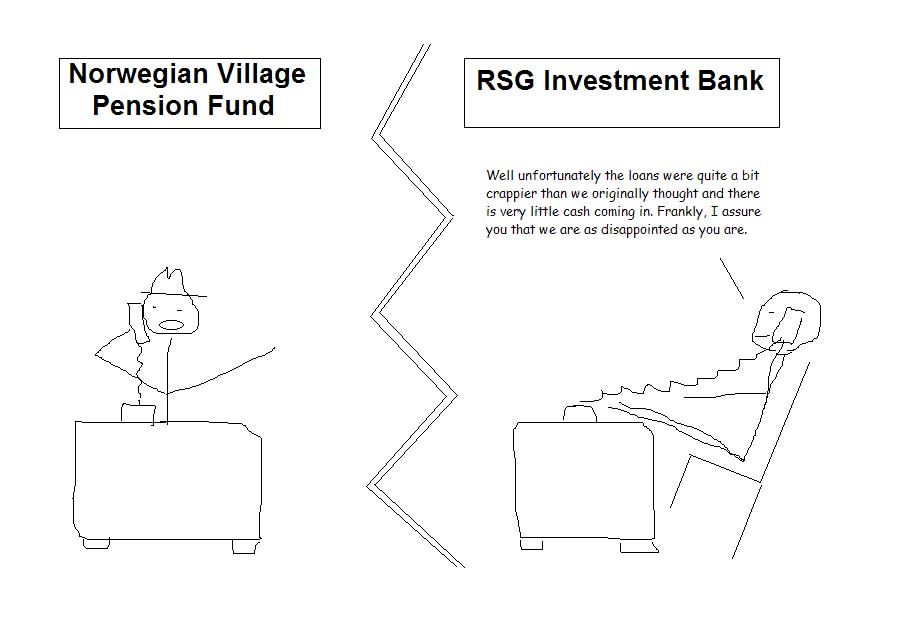 Norwegian Village
Pension Fund
RSG Investment Bank
Well unfortunately the loans were quite a bit
crappier than we originally thought and there
is very little cash coming in. Frankly, I assure
you that we are as disappointed as you are.